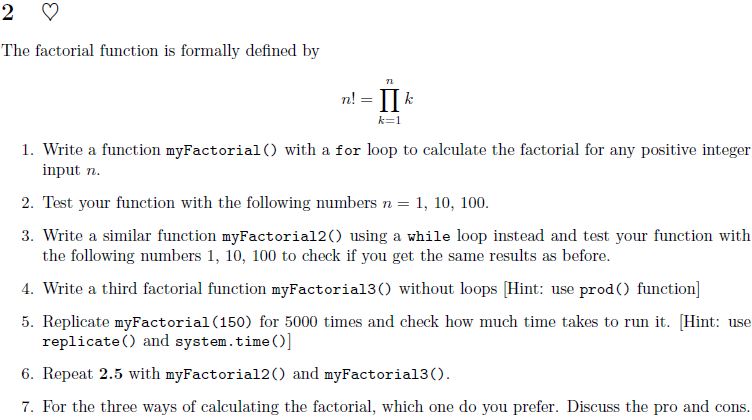 2 ♡
The factorial function is formally defined by
n
n! = ∏ k
k=1
1. Write a function myFactorial() with a for loop to calculate the factorial for any positive integer
input n.
2. Test your function with the following numbers n = 1, 10, 100.
3. Write a similar function myFactorial2() using a while loop instead and test your function with
the following numbers 1, 10, 100 to check if you get the same results as before.
4. Write a third factorial function myFactorial3() without loops [Hint: use prod() function]
5. Replicate myFactorial(150) for 5000 times and check how much time takes to run it. [Hint: use
replicate() and system.time()]
6. Repeat 2.5 with myFactorial2() and myFactorial3().
7. For the three ways of calculating the factorial, which one do you prefer. Discuss the pro and cons.